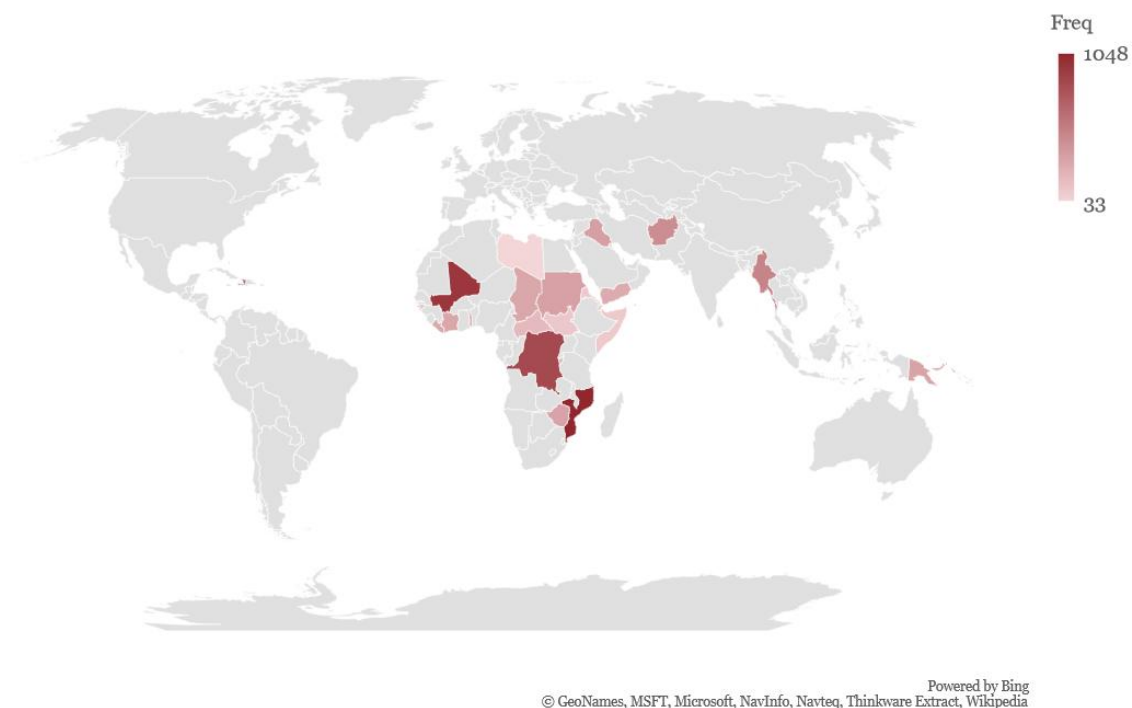 Freq
1048
33
Powered by Bing
© GeoNames, MSFT, Microsoft, NavInfo, Navteq, Thinkware Extract, Wikipedia